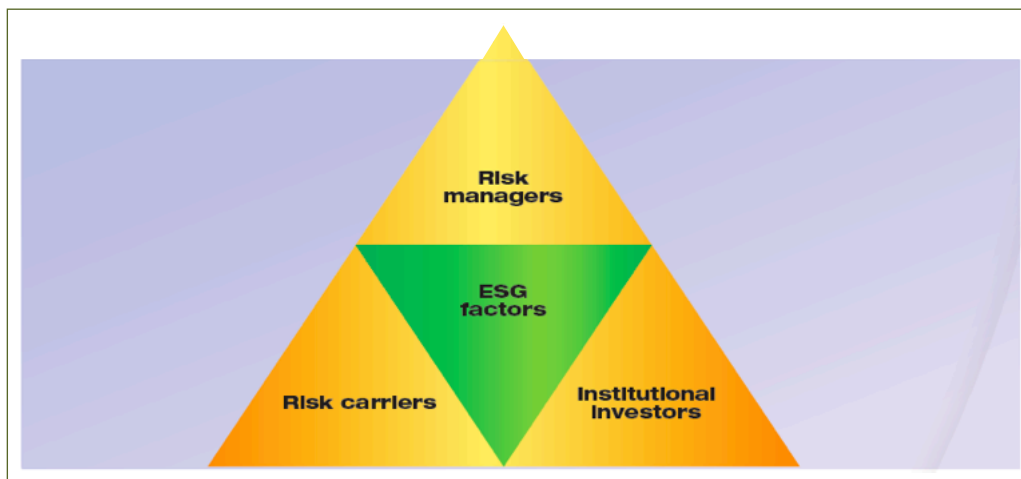 Risk
managers
ESG
factors
Risk carriers
Institutional
investors